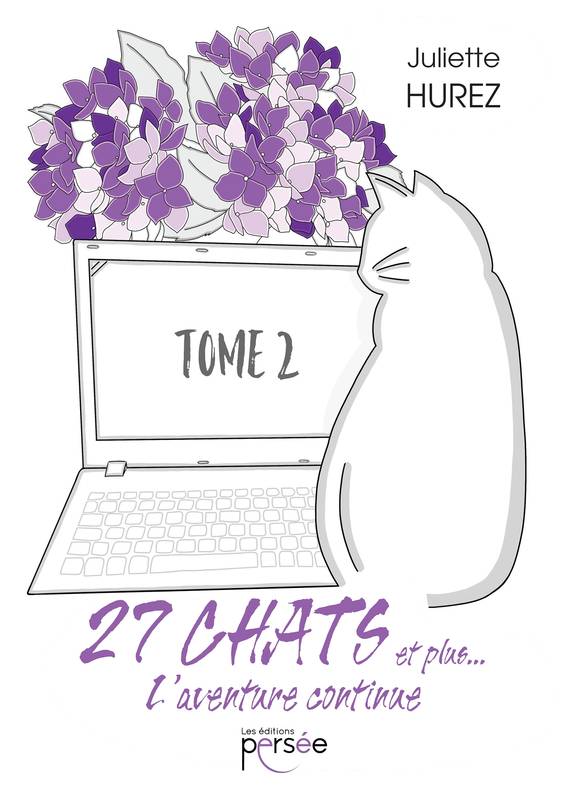 Juliette
HUREZ
TOME 2
27 CHATS et plus...
L'aventure continue
Les éditions
persée